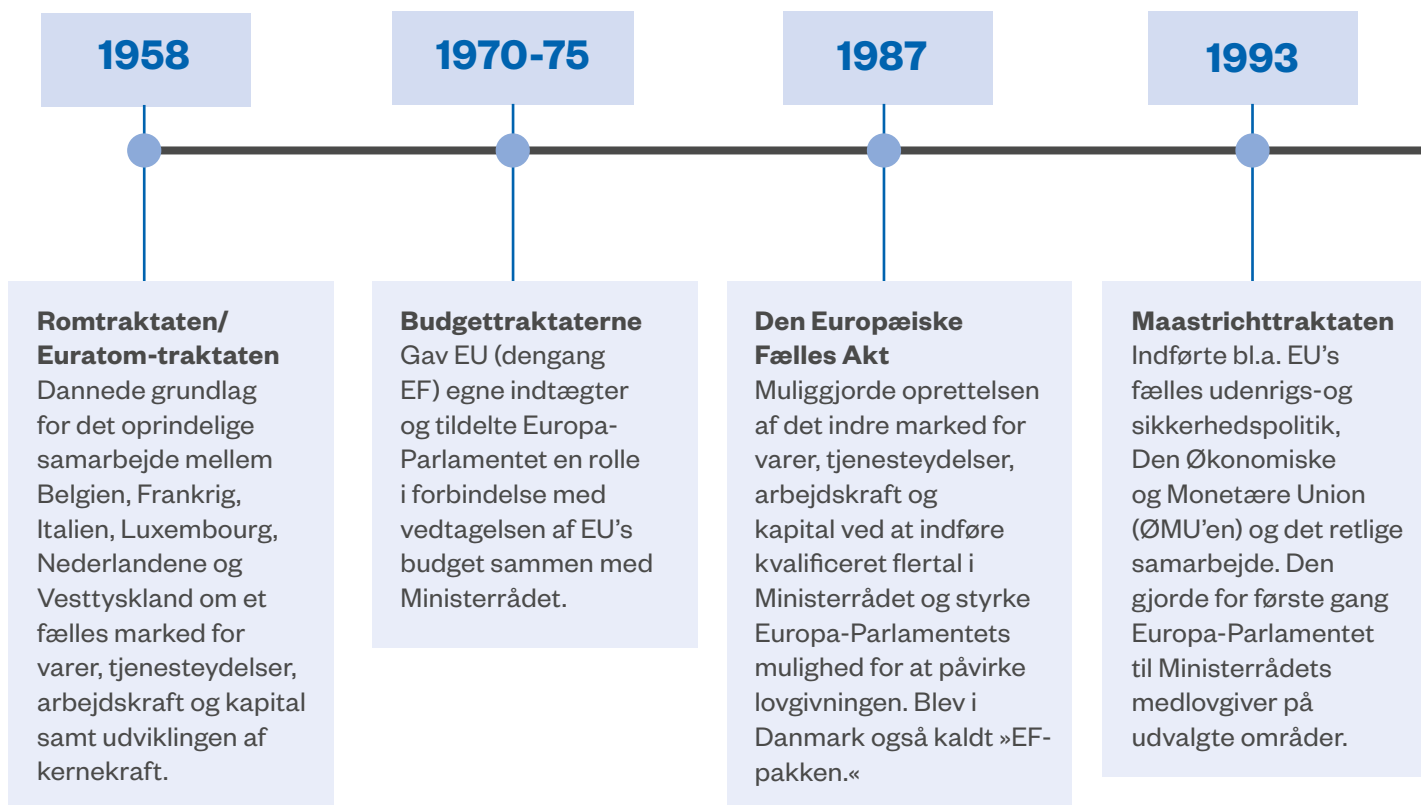 1958
1970-75
1987
1993
Romtraktaten/
Euratom-traktaten
Dannede grundlag
for det oprindelige
samarbejde mellem
Belgien, Frankrig,
Italien, Luxembourg,
Nederlandene og
Vesttyskland om et
fælles marked for
varer, tjenesteydelser,
arbejdskraft og kapital
samt udviklingen af
kernekraft.
Budgettraktaterne
Gav EU (dengang
EF) egne indtægter
og tildelte Europa-
Parlamentet en rolle
i forbindelse med
vedtagelsen af EU's
budget sammen med
Ministerrådet.
Den Europæiske
Fælles Akt
Muliggjorde oprettelsen
af det indre marked for
varer, tjenesteydelser,
arbejdskraft og
kapital ved at indføre
kvalificeret flertal i
Ministerrådet og styrke
Europa-Parlamentets
mulighed for at påvirke
lovgivningen. Blev i
Danmark også kaldt »EF-
pakken.«
Maastrichttraktaten
Indførte bl.a. EU's
fælles udenrigs-og
sikkerhedspolitik,
Den Økonomiske
og Monetære Union
(ØMU'en) og det retlige
samarbejde. Den
gjorde for første gang
Europa-Parlamentet
til Ministerrådets
medlovgiver på
udvalgte områder.